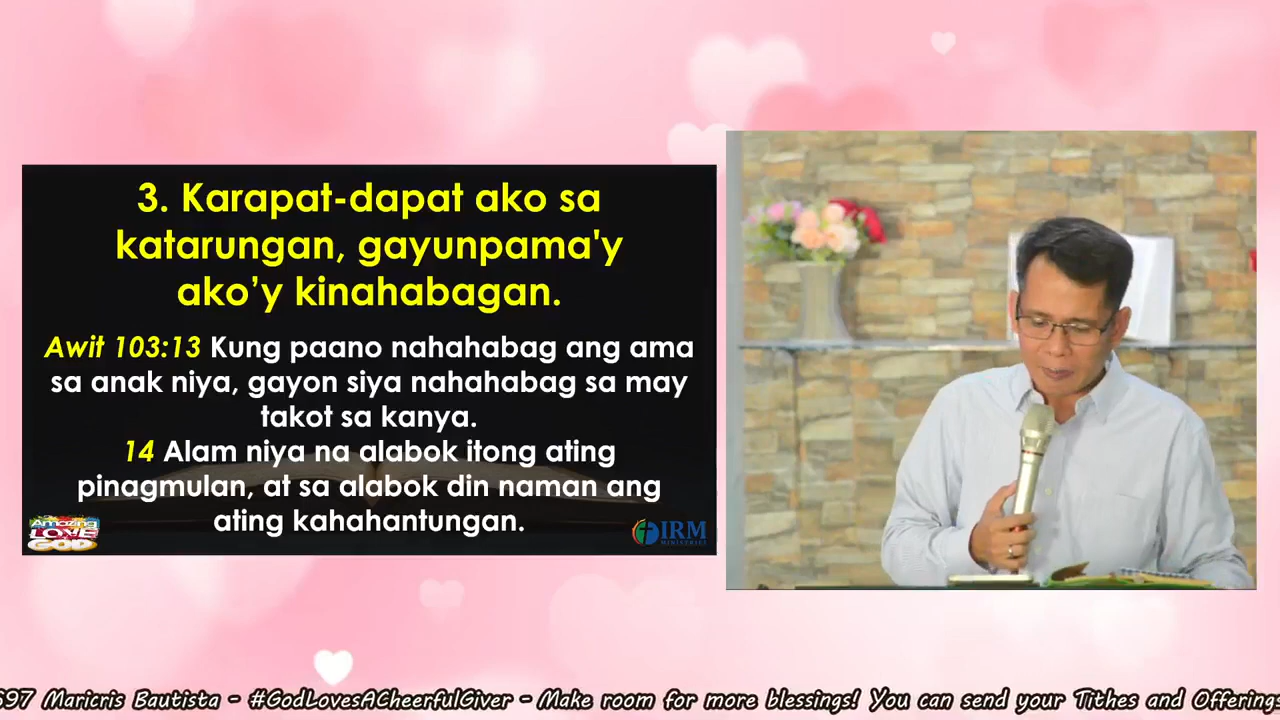 3. Karapat-dapat ako sa
katarungan, gayunpama'y
ako’y kinahabagan.
Awit 103:13 Kung paano nahahabag ang ama
sa anak niya, gayon siya nahahabag sa may
takot sa kanya.
14 Alam niya na alabok itong ating
pinagmulan, at sa alabok din naman ang
ating kahahantungan.
Amazing
LOVE
GOD
IRM
MINISTRIES
697 Maricris Bautista - #GodLovesACheerfulGiver - Make room for more blessings! You can send your Tithes and Offerings